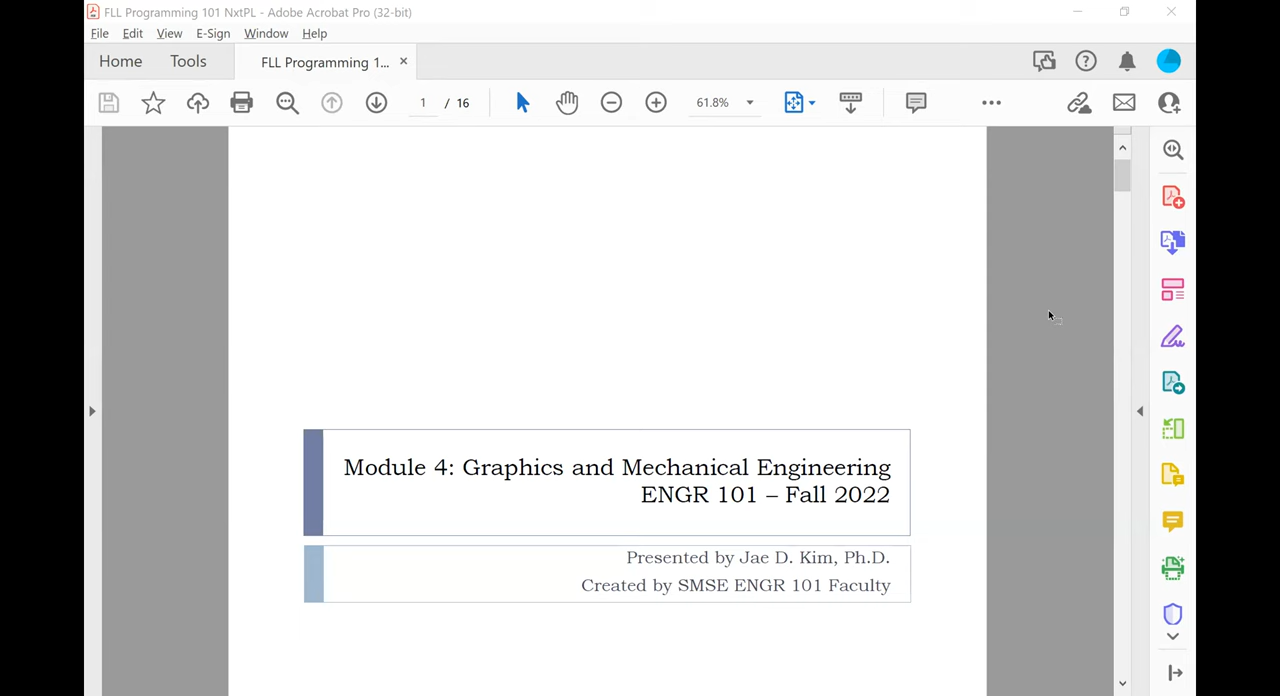 FLL Programming 101 NxtPL - Adobe Acrobat Pro (32-bit)
File Edit View E-Sign Window Help
Home Tools FLL Programming 1... ×
1 / 16 61.8%
Module 4: Graphics and Mechanical Engineering
ENGR 101 – Fall 2022
Presented by Jae D. Kim, Ph.D.
Created by SMSE ENGR 101 Faculty